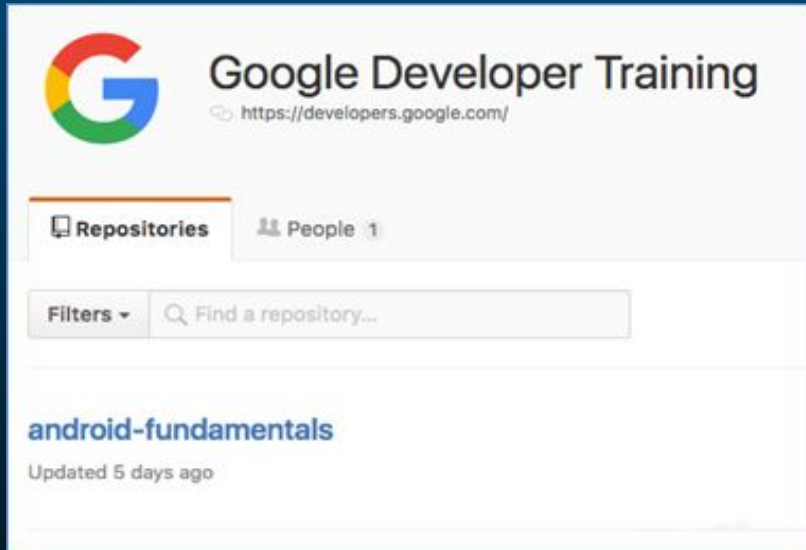 Google Developer Training
https://developers.google.com/
Repositories
People 1
Filters
Find a repository...
android-fundamentals
Updated 5 days ago